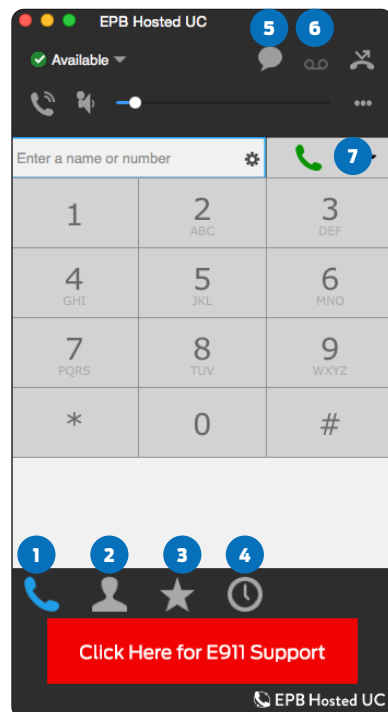 EPB Hosted UC
5 6
Available
Enter a name or number
7
1 2 3
ABC DEF
4 5 6
GHI JKL MNO
7 8 9
PQRS TUV WXYZ
* 0 #
1 2 3 4
Click Here for E911 Support
EPB Hosted UC